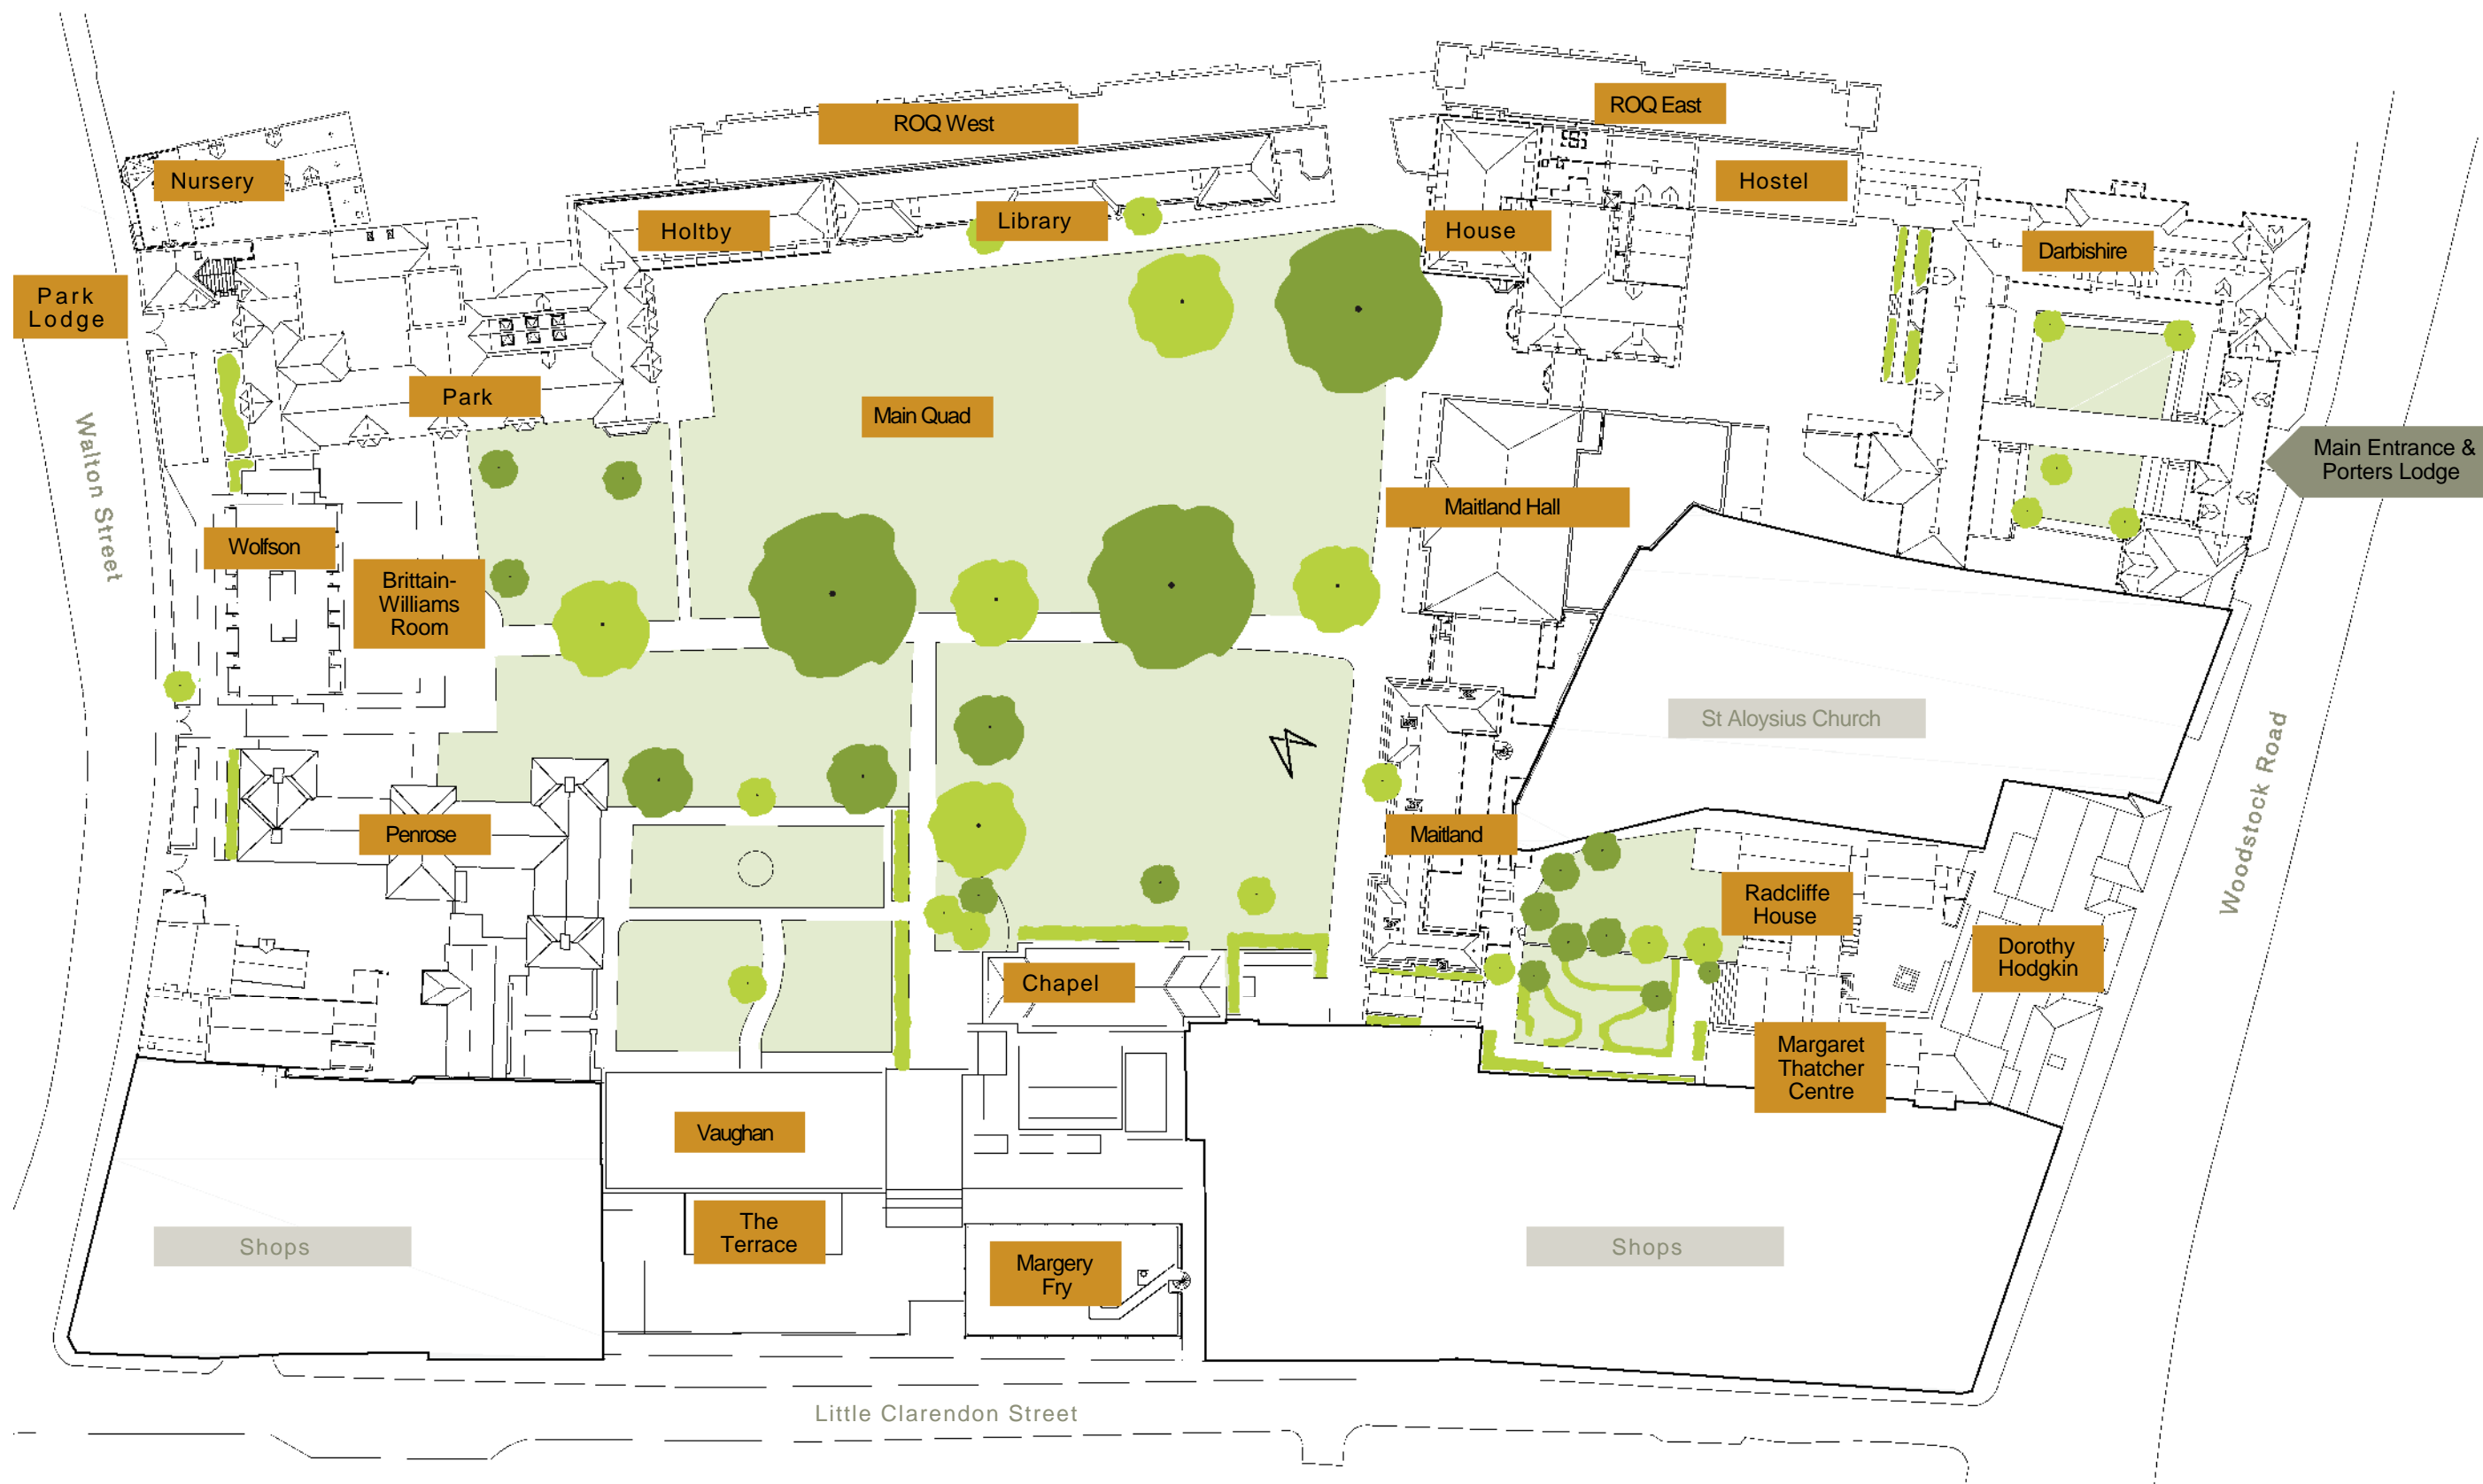 ROQ East
ROQ West
Nursery
Hostel
Holtby
Library
House
Darbishire
Park
Lodge
Park
Main Quad
Main Entrance &
Porters Lodge
Walton Street
Maitland Hall
Wolfson
Brittain-
Williams
Room
St Aloysius Church
Woodstock Road
Penrose
Maitland
Radcliffe
House
Dorothy
Hodgkin
Chapel
Margaret
Thatcher
Centre
Vaughan
The
Terrace
Shops
Margery
Fry
Shops
Little Clarendon Street